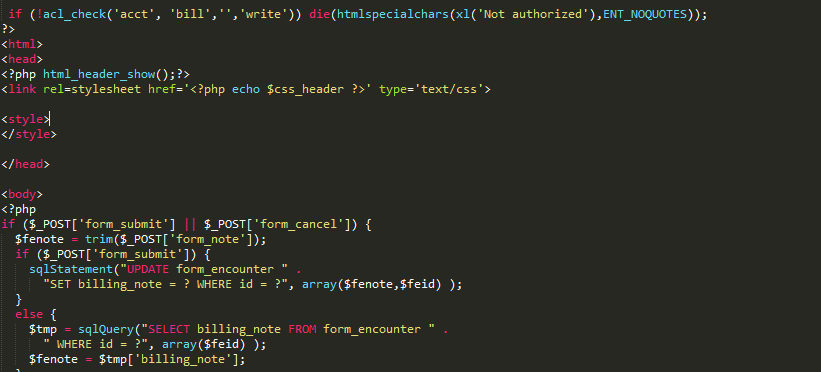 if (!acl_check('acct', 'bill','','write')) die(htmlspecialchars(xl('Not authorized'),ENT_NOQUOTES));
?>
<html>
<head>
<?php html_header_show();?>
<link rel=stylesheet href='<?php echo $css_header ?>' type='text/css'>
<style>
</style>
</head>
<body>
<?php
if ($_POST['form_submit'] || $_POST['form_cancel']) {
$fenote = trim($_POST['form_note']);
if ($_POST['form_submit']) {
sqlStatement("UPDATE form_encounter " .
"SET billing_note = ? WHERE id = ?", array($fenote,$feid) );
}
else {
$tmp = sqlQuery("SELECT billing_note FROM form_encounter " .
" WHERE id = ?", array($feid) );
$fenote = $tmp['billing_note'];